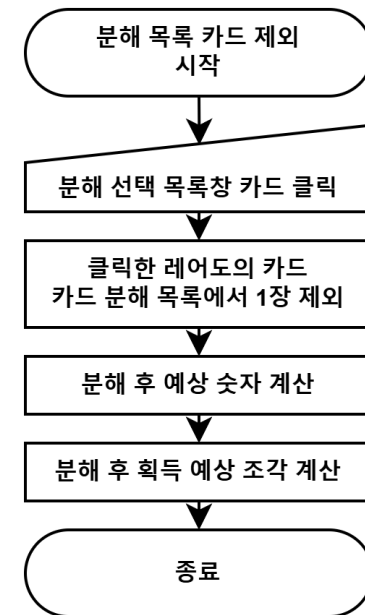 분해 목록 카드 제외
시작
분해 선택 목록창 카드 클릭
클릭한 레어도의 카드
카드 분해 목록에서 1장 제외
분해 후 예상 숫자 계산
분해 후 획득 예상 조각 계산
종료